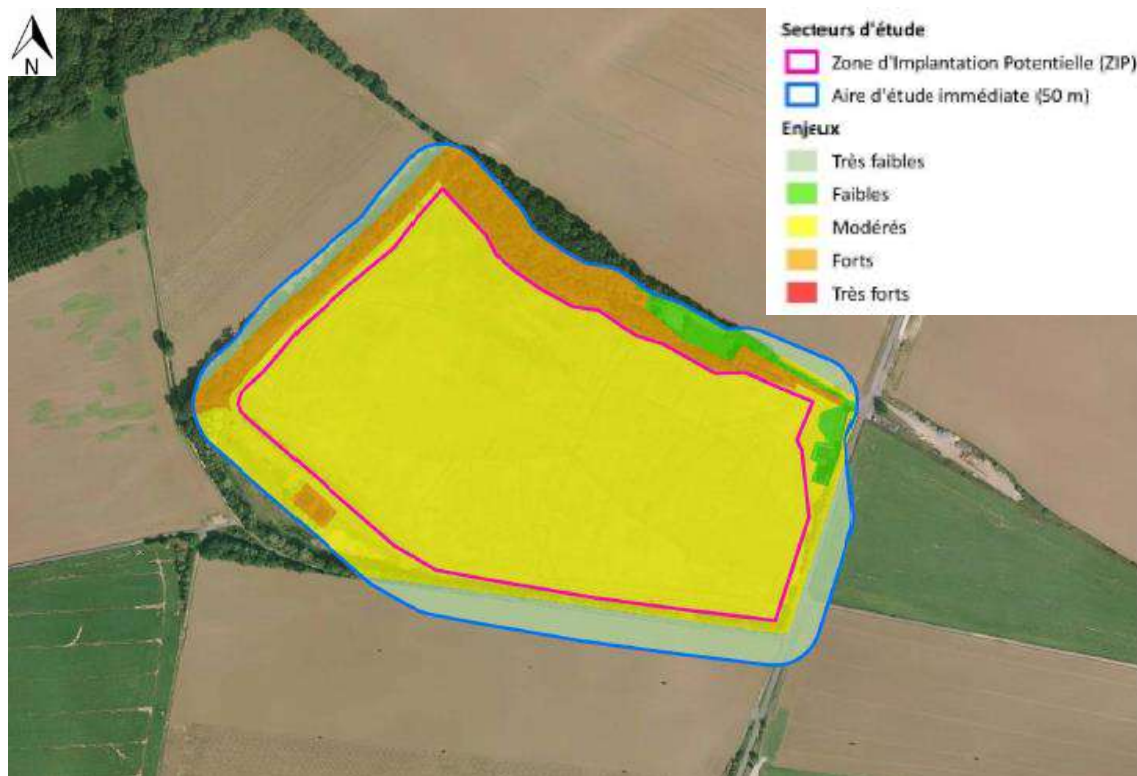 N
Secteurs d'étude
Zone d'Implantation Potentielle (ZIP)
Aire d'étude immédiate (50 m)
Enjeux
Très faibles
Faibles
Modérés
Forts
Très forts